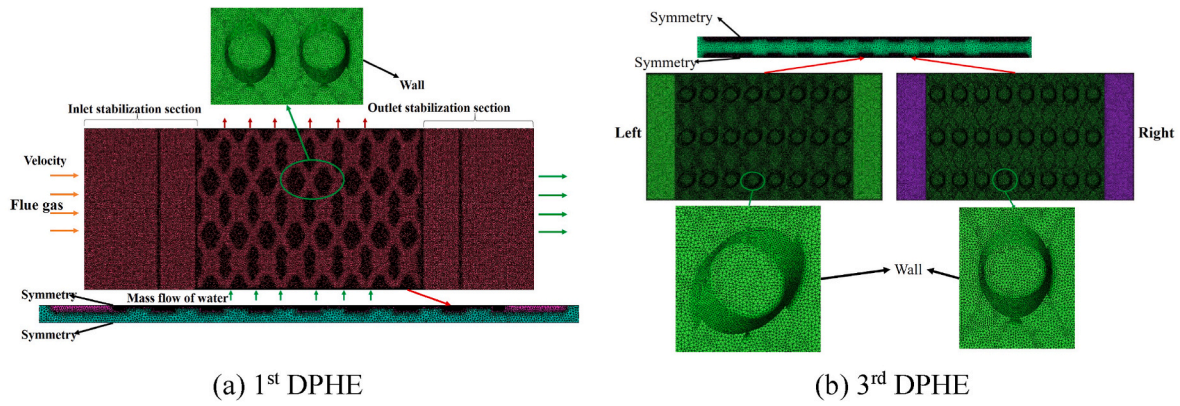 Wall
Inlet stabilization section
Outlet stabilization section
Velocity
Flue gas
Mass flow of water
Symmetry
Symmetry
(a) 1st DPHE
Symmetry
Symmetry
Left
Right
Wall
(b) 3rd DPHE